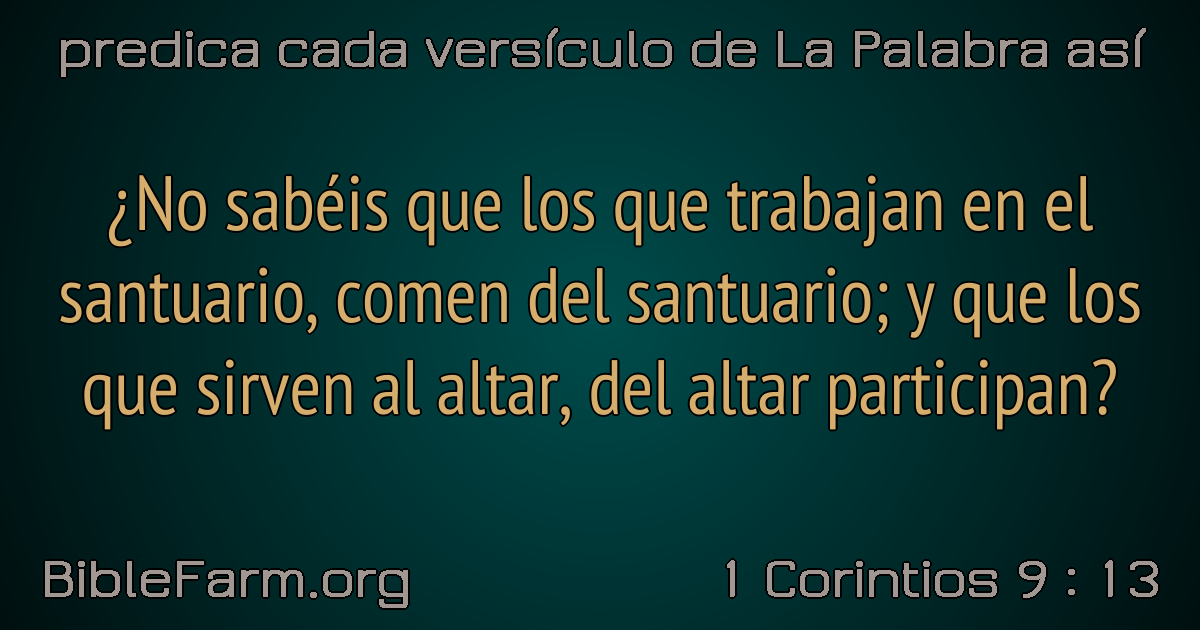 predica cada versículo de La Palabra así
¿No sabéis que los que trabajan en el
santuario, comen del santuario; y que los
que sirven al altar, del altar participan?
BibleFarm.org
1 Corintios 9 : 13